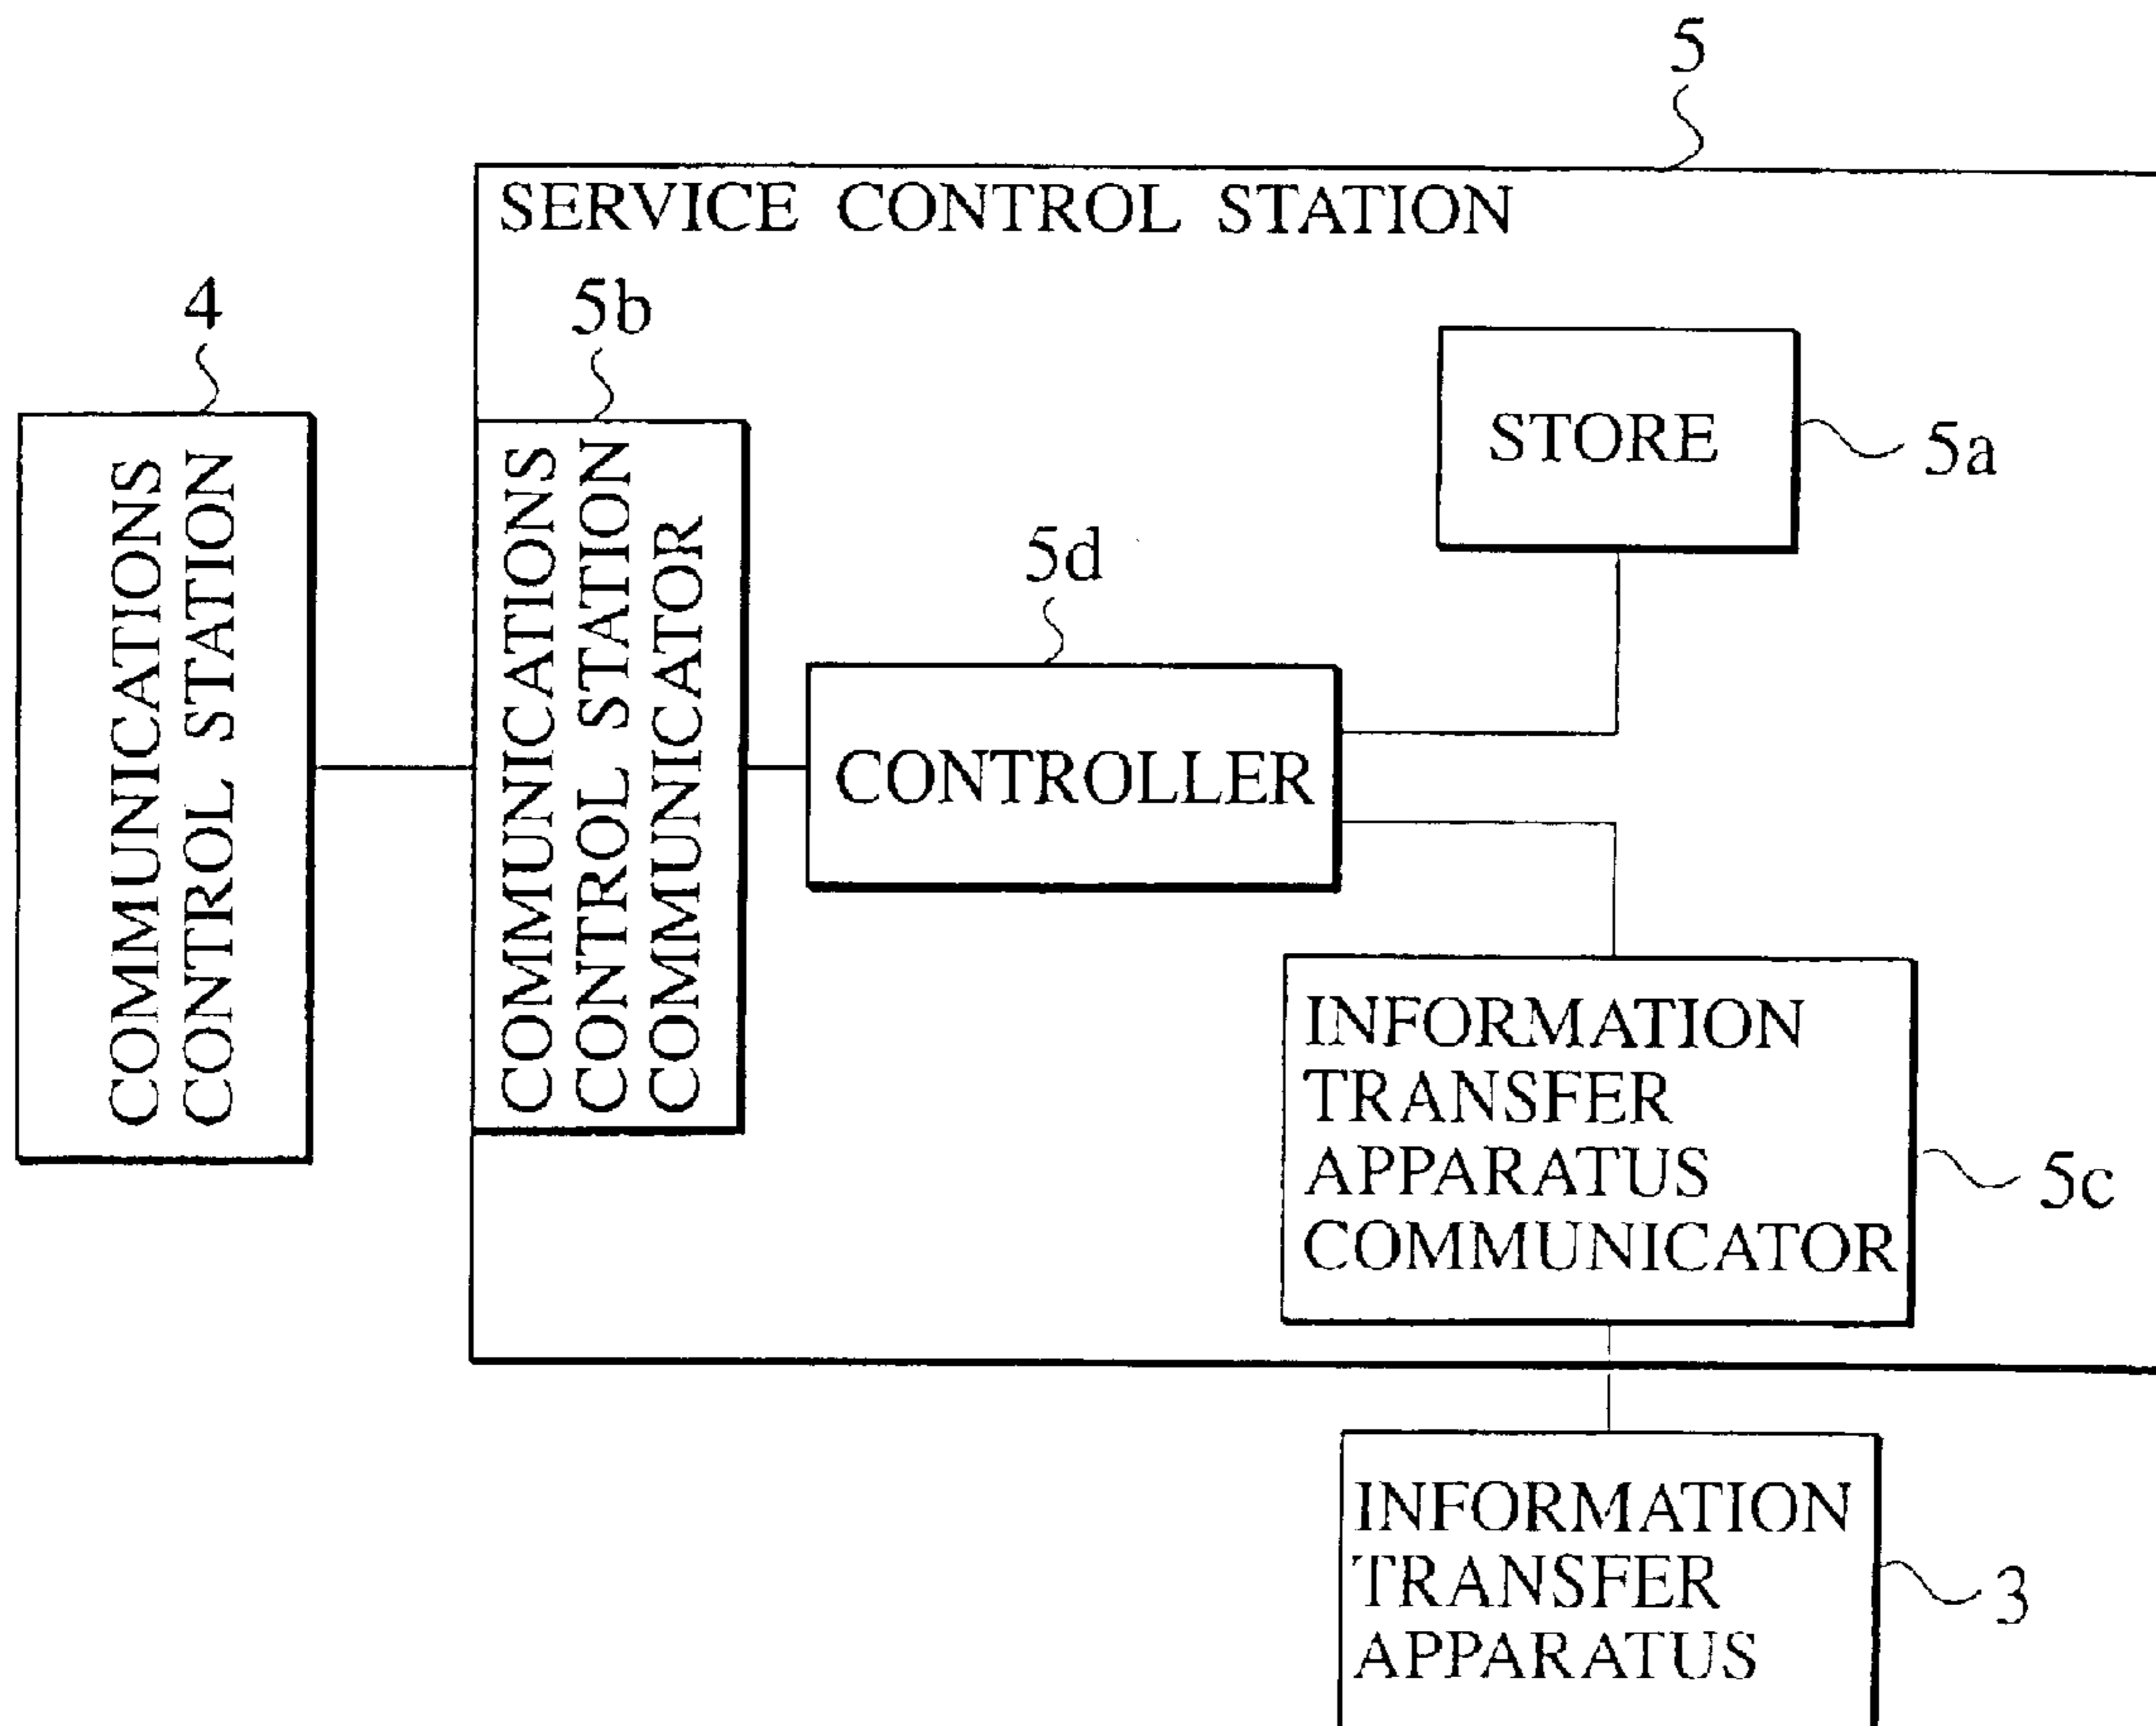 5
SERVICE CONTROL STATION
4
COMMUNICATIONS
CONTROL STATION
5b
COMMUNICATIONS
CONTROL STATION
COMMUNICATOR
5d
CONTROLLER
STORE
5a
INFORMATION
TRANSFER
APPARATUS
COMMUNICATOR
5c
INFORMATION
TRANSFER
APPARATUS
3